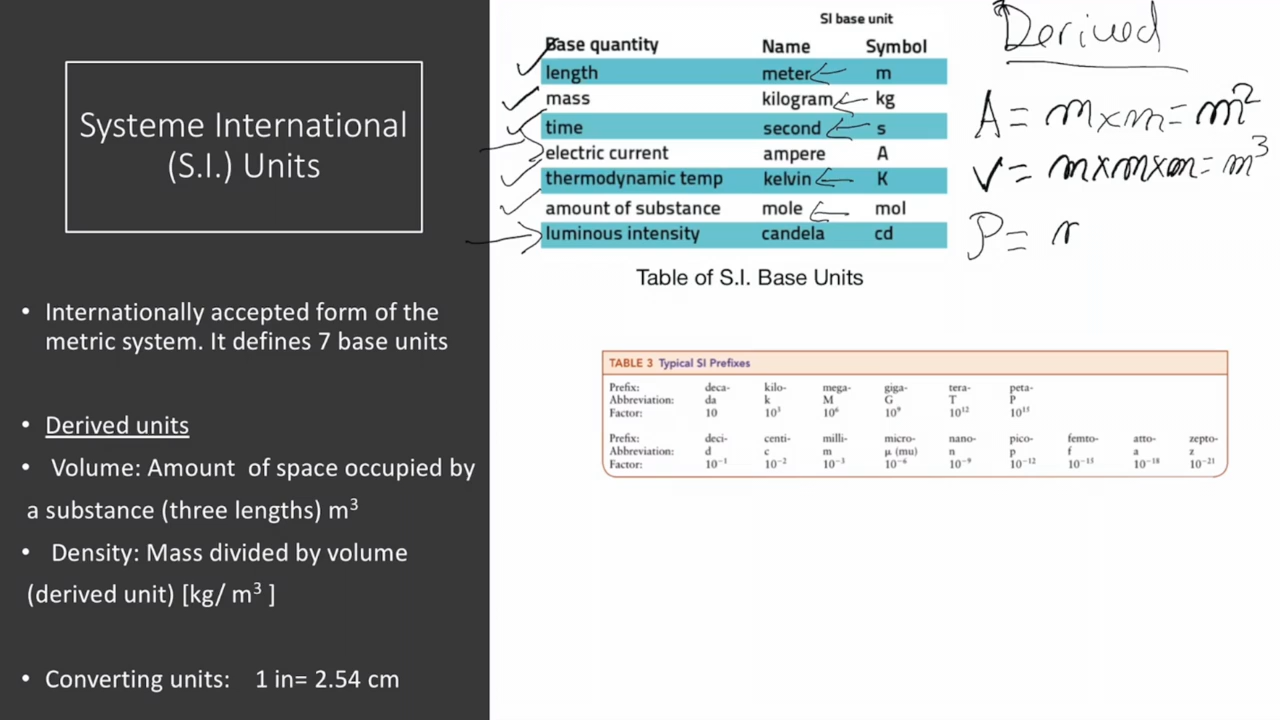 Systeme International
(S.I.) Units
• Internationally accepted form of the
metric system. It defines 7 base units
• Derived units
• Volume: Amount of space occupied by
a substance (three lengths) m³
• Density: Mass divided by volume
(derived unit) [kg/ m³ ]
• Converting units: 1 in= 2.54 cm
SI base unit
Base quantity Name Symbol
length meter m
mass kilogram kg
time second s
electric current ampere A
thermodynamic temp kelvin K
amount of substance mole mol
luminous intensity candela cd
Table of S.I. Base Units
Derived
A = m×m= m²
V = m×m×m= m³
ρ = m
TABLE 3 Typical SI Prefixes
Prefix: deca- kilo- mega- giga- tera- peta-
Abbreviation: da k M G T P
Factor: 10 10³ 10⁶ 10⁹ 10¹² 10¹⁵
Prefix: deci- centi- milli- micro- nano- pico- femto- atto- zepto-
Abbreviation: d c m μ (mu) n p f a z
Factor: 10⁻¹ 10⁻² 10⁻³ 10⁻⁶ 10⁻⁹ 10⁻¹² 10⁻¹⁵ 10⁻¹⁸ 10⁻²¹